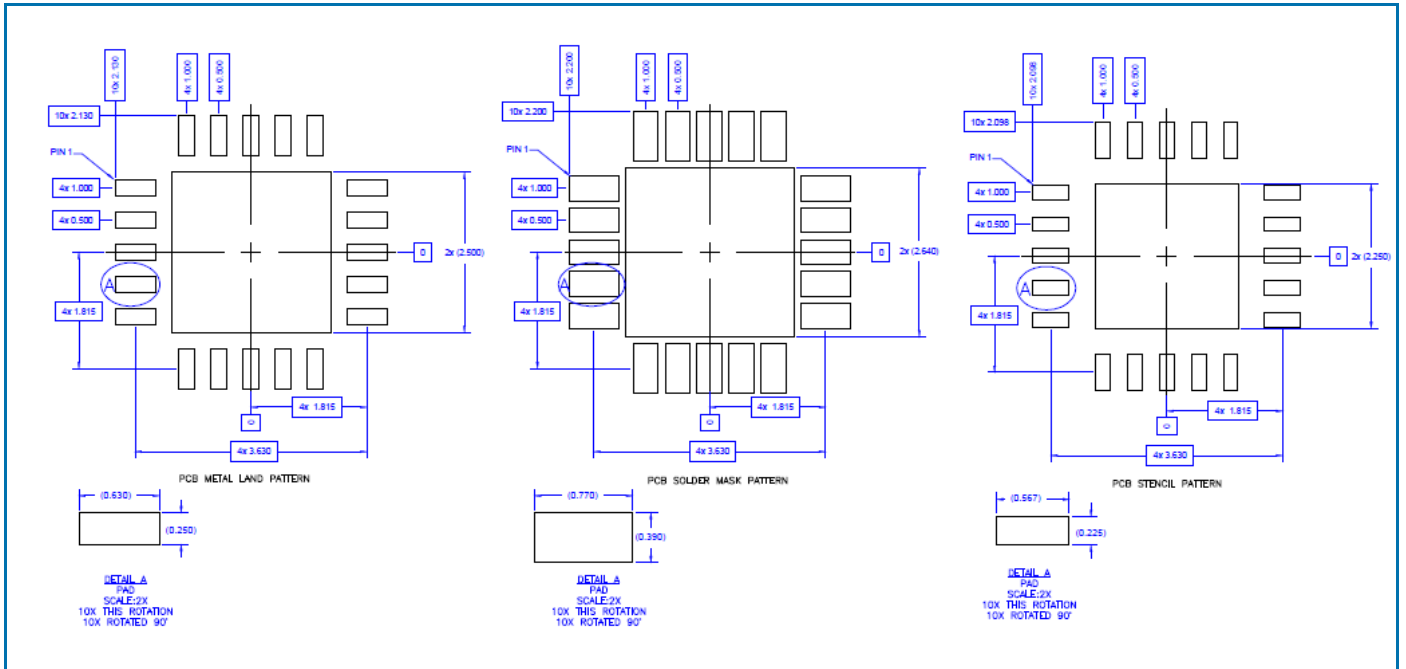 10x 2.130
4x 1.000
4x 0.500
10x 2.130
PIN 1
4x 1.000
4x 0.500
0
2x (2.500)
A
4x 1.815
4x 1.815
0
4x 3.630
PCB METAL LAND PATTERN
(0.630)
(0.250)
DETAIL A
PAD
SCALE:2X
10X THIS ROTATION
10X ROTATED 90'
10x 2.200
4x 1.000
4x 0.500
10x 2.200
PIN 1
4x 1.000
4x 0.500
0
2x (2.640)
A
4x 1.815
4x 1.815
0
4x 3.630
PCB SOLDER MASK PATTERN
(0.770)
(0.390)
DETAIL A
PAD
SCALE:2X
10X THIS ROTATION
10X ROTATED 90'
10x 2.098
4x 1.000
4x 0.500
10x 2.098
PIN 1
4x 1.000
4x 0.500
0
2x (2.250)
A
4x 1.815
4x 1.815
0
4x 3.630
PCB STENCIL PATTERN
(0.567)
(0.225)
DETAIL A
PAD
SCALE:2X
10X THIS ROTATION
10X ROTATED 90'